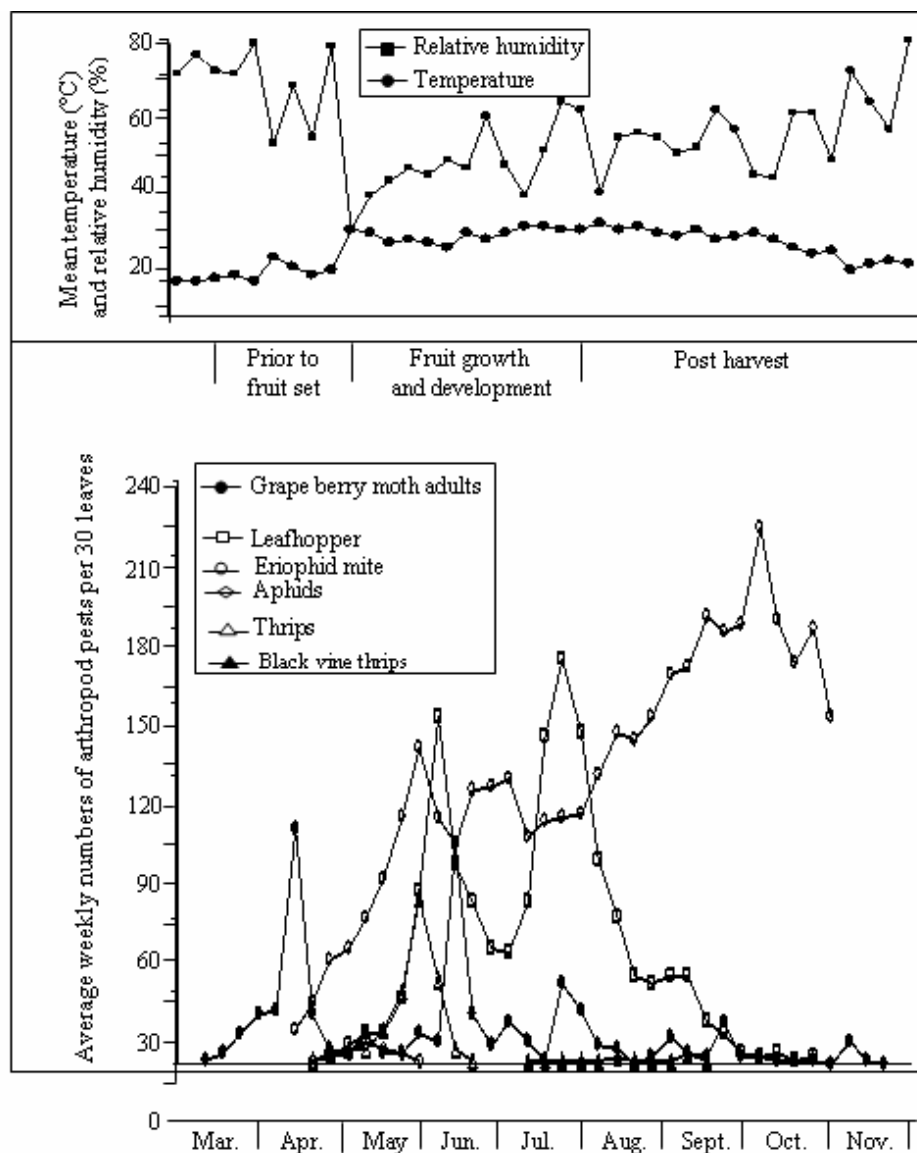 Mean temperature (°C)
and relative humidity (%)
80
60
40
20
Relative humidity
Temperature
Prior to
fruit set
Fruit growth
and development
Post harvest
Average weekly numbers of arthropod pests per 30 leaves
240
210
180
150
120
90
60
30
0
Grape berry moth adults
Leafhopper
Eriophid mite
Aphids
Thrips
Black vine thrips
Mar. Apr. May Jun. Jul. Aug. Sept. Oct. Nov.